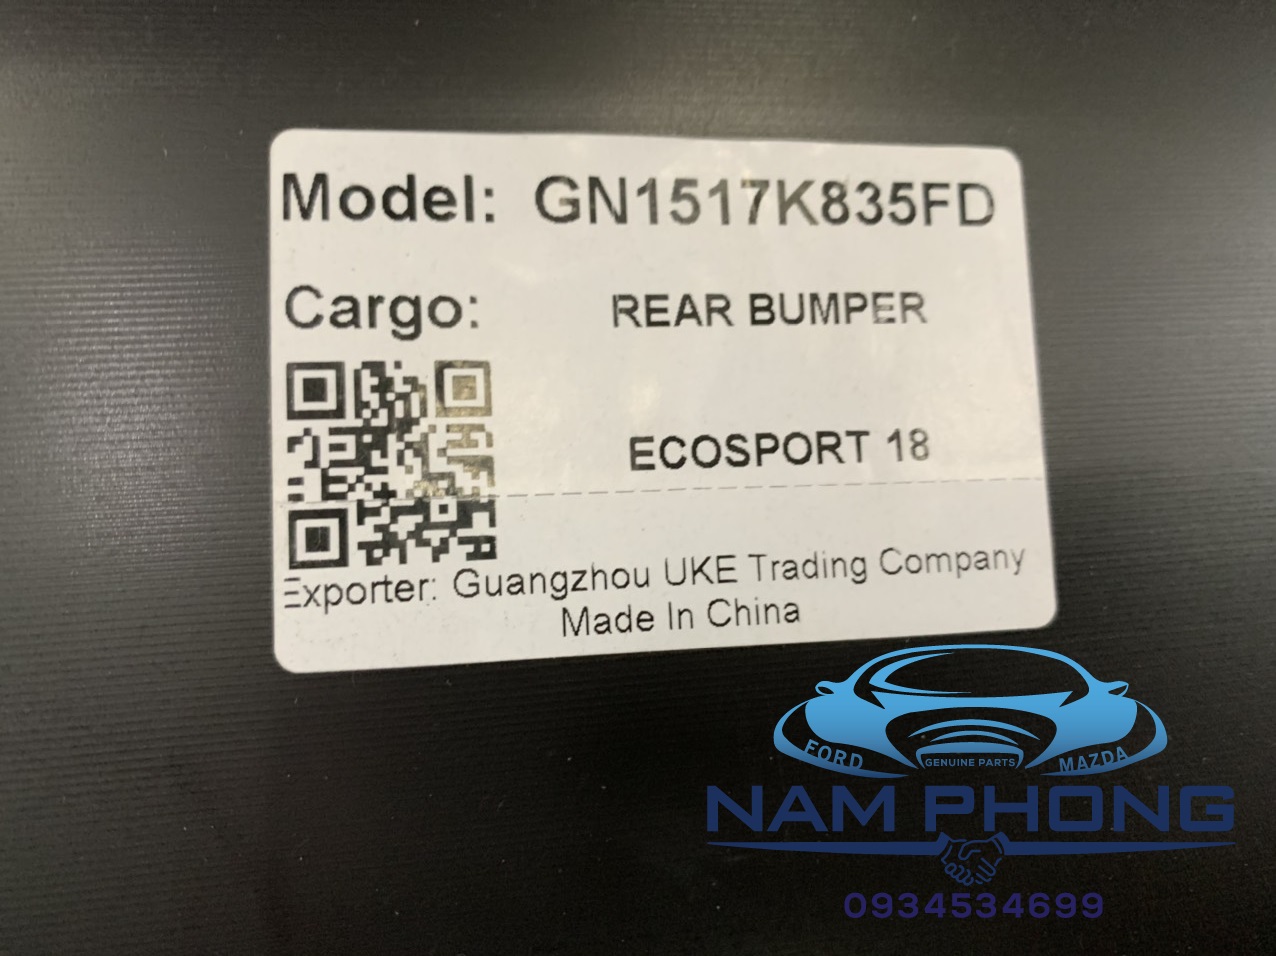 Model: GN1517K835FD
Cargo: REAR BUMPER
ECOSPORT 18
Exporter: Guangzhou UKE Trading Company
Made In China
FORD GENUINE PARTS MAZDA
NAM PHONG
0934534699